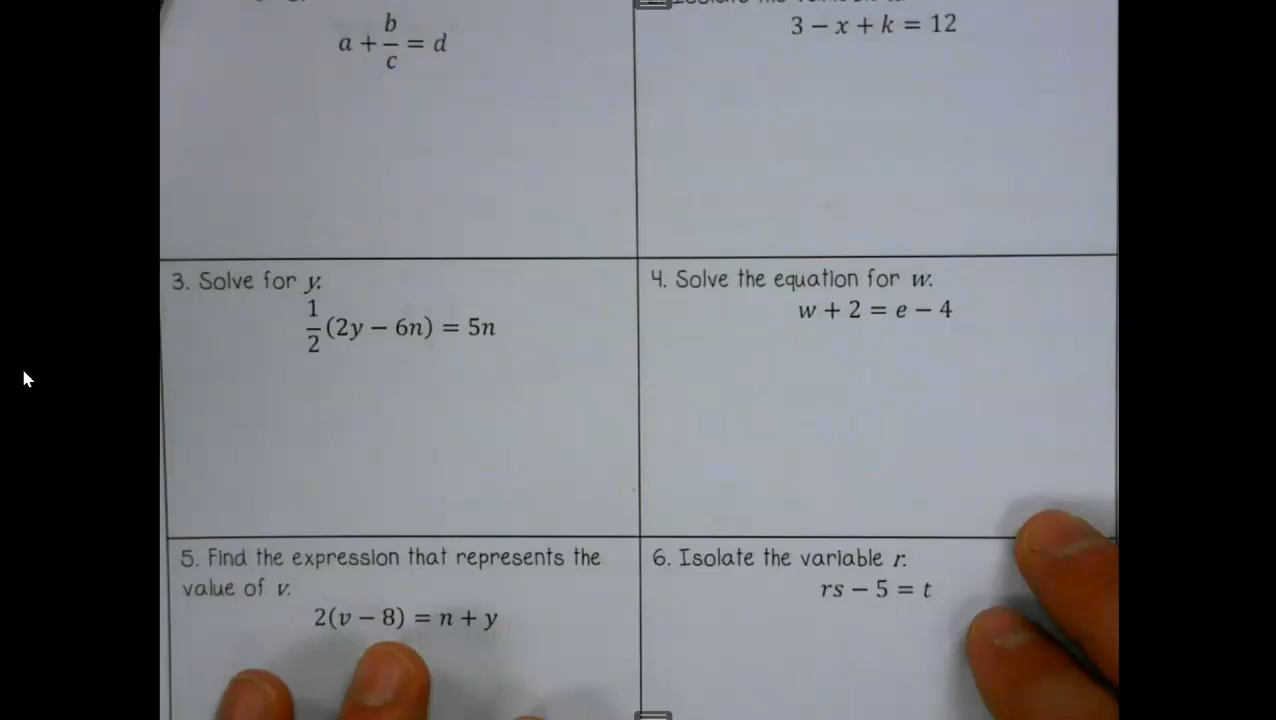 a + b/c = d
3 − x + k = 12
3. Solve for y.
1/2(2y − 6n) = 5n
4. Solve the equation for w.
w + 2 = e − 4
5. Find the expression that represents the
value of v.
2(v − 8) = n + y
6. Isolate the variable r.
rs − 5 = t